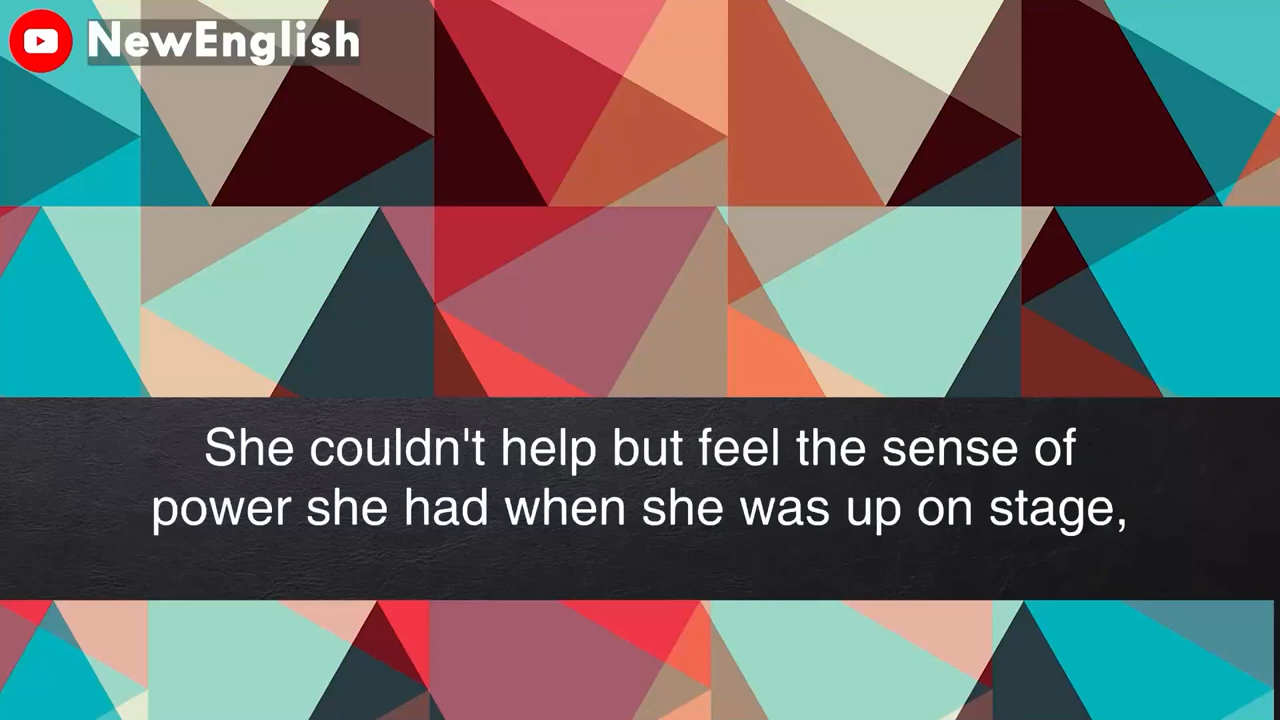 NewEnglish
She couldn't help but feel the sense of
power she had when she was up on stage,